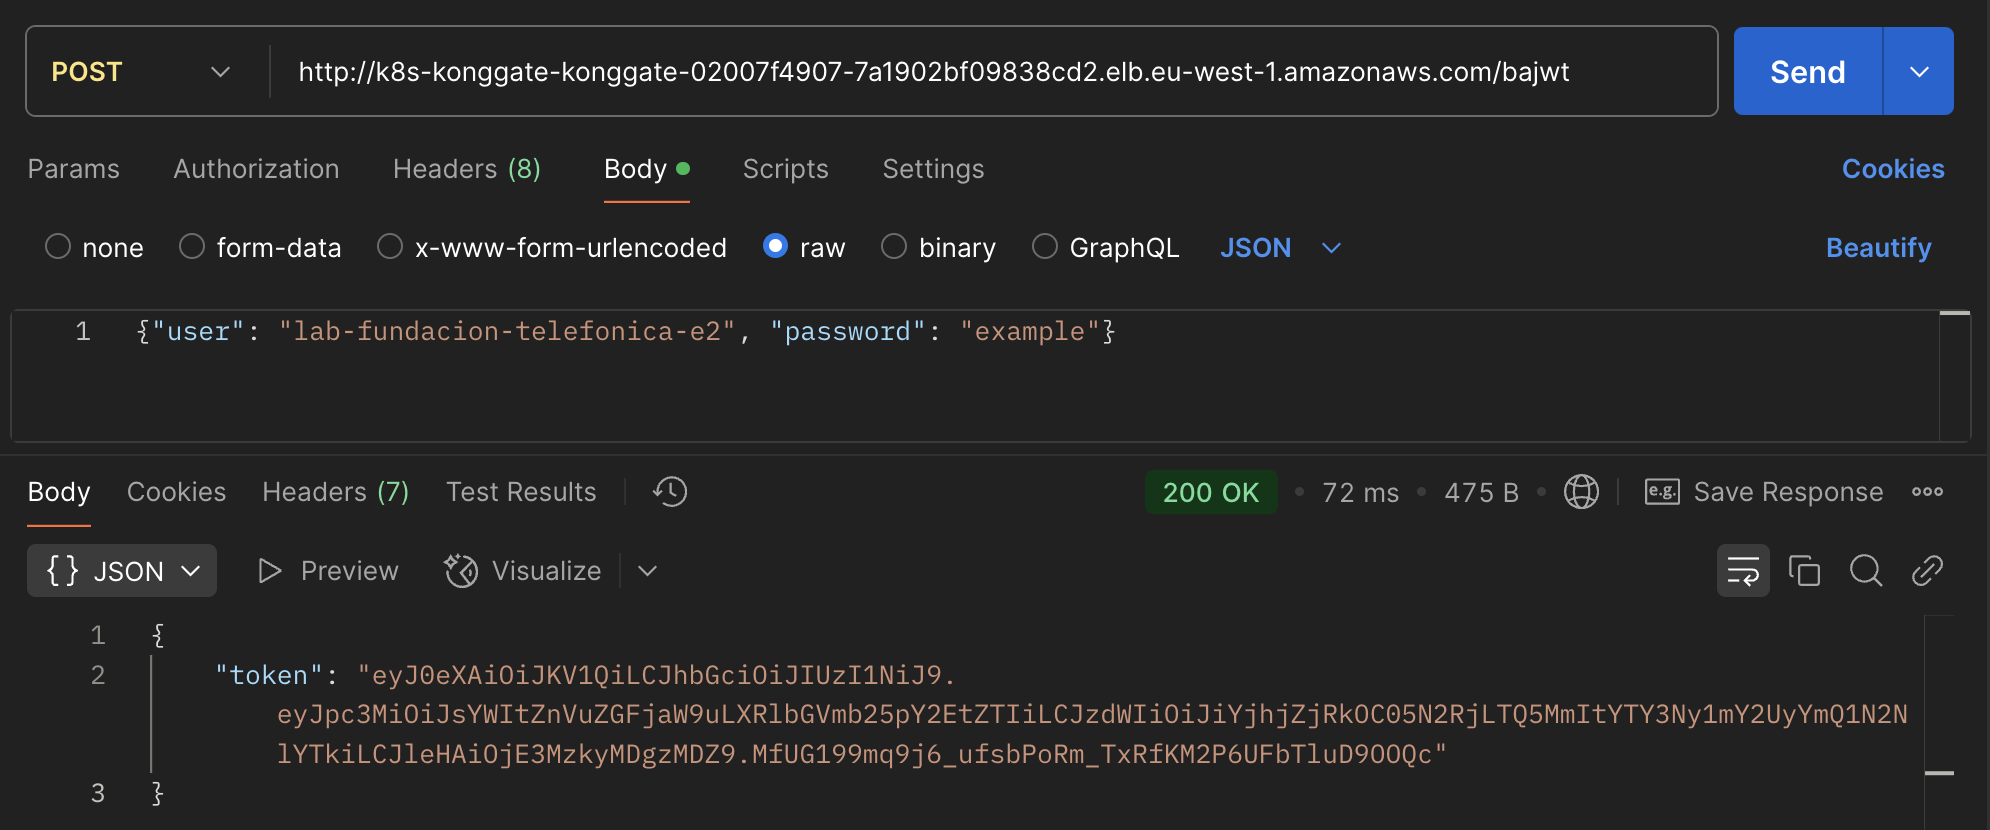 POST http://k8s-konggate-konggate-02007f4907-7a1902bf09838cd2.elb.eu-west-1.amazonaws.com/bajwt Send
Params Authorization Headers (8) Body Scripts Settings Cookies
none form-data x-www-form-urlencoded raw binary GraphQL JSON Beautify
1 {"user": "lab-fundacion-telefonica-e2", "password": "example"}
Body Cookies Headers (7) Test Results 200 OK • 72 ms • 475 B • e.g. Save Response
{} JSON Preview Visualize
1 {
2 "token": "eyJ0eXAiOiJKV1QiLCJhbGciOiJIUzI1NiJ9.
eyJpc3MiOiJsYWItZnVuZGFjaW9uLXRlbGVmb25pY2EtZTIiLCJzdWIiOiJiYjhjZjRkOC05N2RjLTQ5MmItYTY3Ny1mY2UyYmQ1N2N
lYTkiLCJleHAiOjE3MzkyMDgzMDZ9.MfUG199mq9j6_ufsbPoRm_TxRfKM2P6UFbTluD9OOQc"
3 }